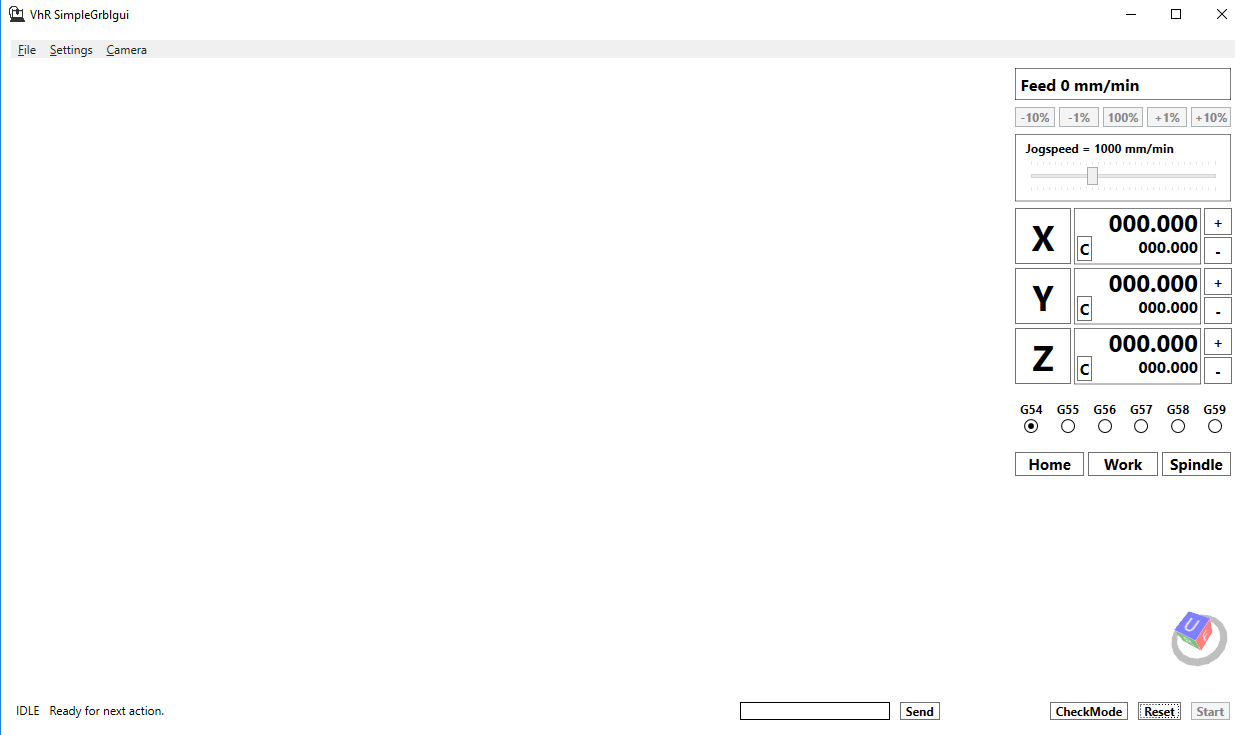 VhR SimpleGrblgui
File Settings Camera
Feed 0 mm/min
-10% -1% 100% +1% +10%
Jogspeed = 1000 mm/min
X 000.000 +
C 000.000 -
Y 000.000 +
C 000.000 -
Z 000.000 +
C 000.000 -
G54 G55 G56 G57 G58 G59
Home Work Spindle
U
IDLE Ready for next action. Send CheckMode Reset Start